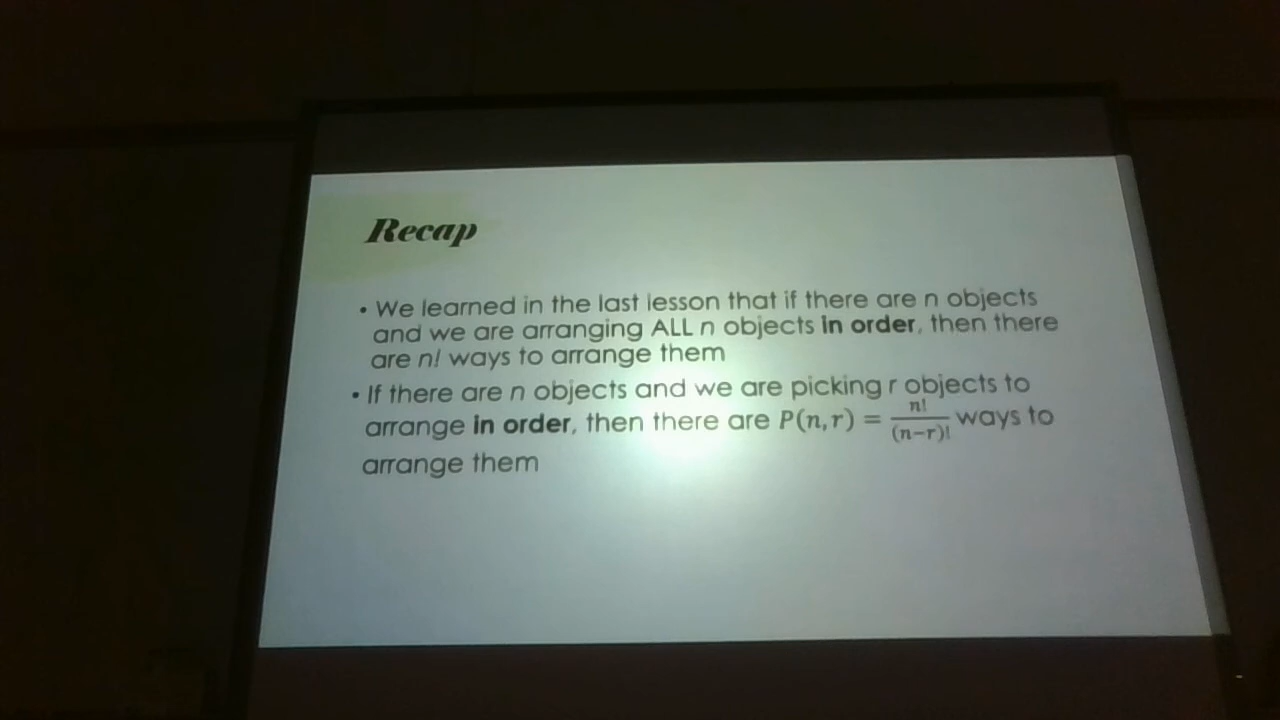 Recap
• We learned in the last lesson that if there are n objects
and we are arranging ALL n objects in order, then there
are n! ways to arrange them
• If there are n objects and we are picking r objects to
arrange in order, then there are P(n,r) = n!/(n−r)! ways to
arrange them